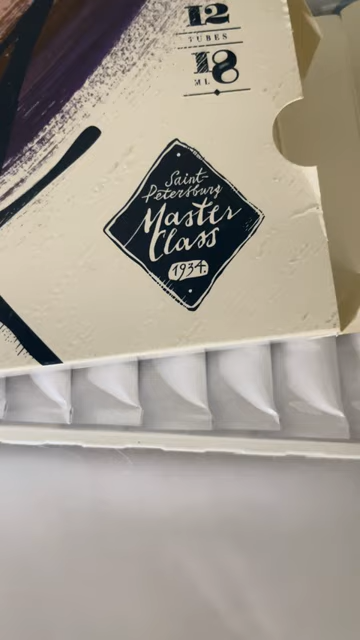 12
TUBES
18
ML
Saint-
Petersburg
Master
Class
1934.